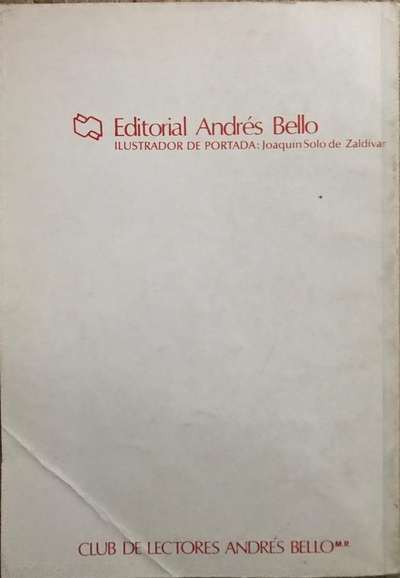 Editorial Andrés Bello
ILUSTRADOR DE PORTADA: Joaquín Solo de Zaldívar
CLUB DE LECTORES ANDRÉS BELLO M.R.